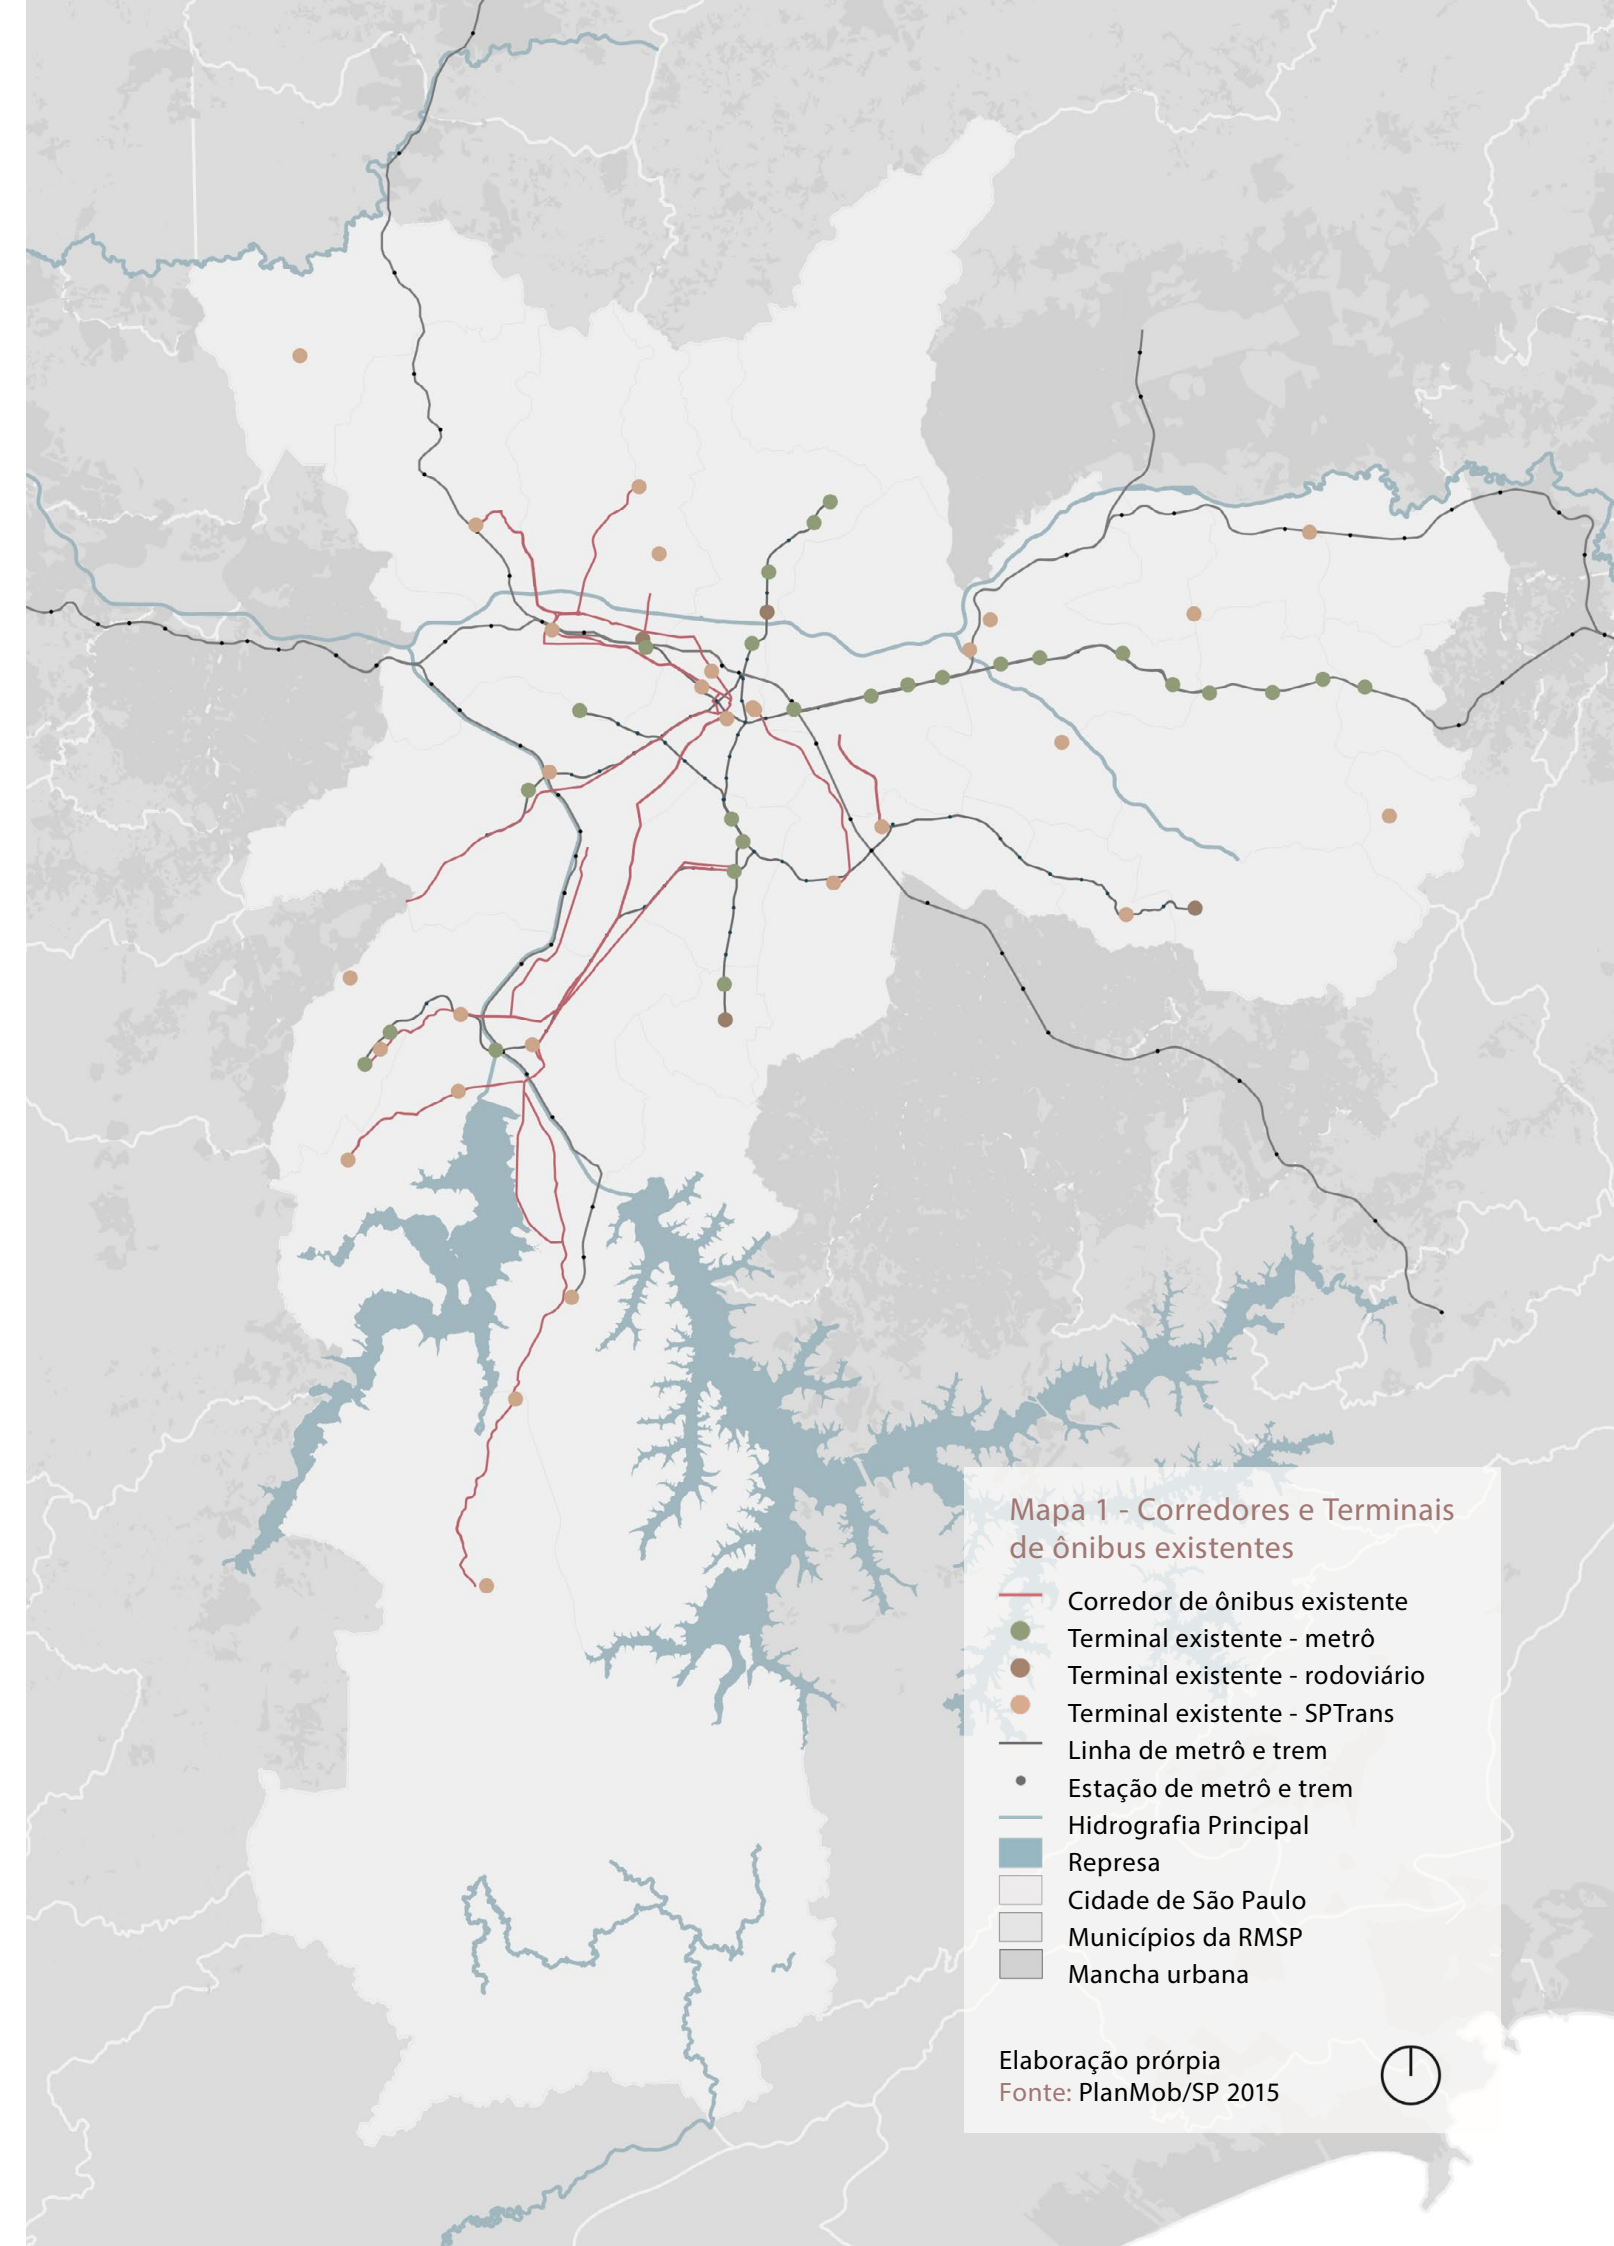 Mapa 1 - Corredores e Terminais
de ônibus existentes
Corredor de ônibus existente
Terminal existente - metrô
Terminal existente - rodoviário
Terminal existente - SPTrans
Linha de metrô e trem
Estação de metrô e trem
Hidrografia Principal
Represa
Cidade de São Paulo
Municípios da RMSP
Mancha urbana
Elaboração prórpia
Fonte: PlanMob/SP 2015